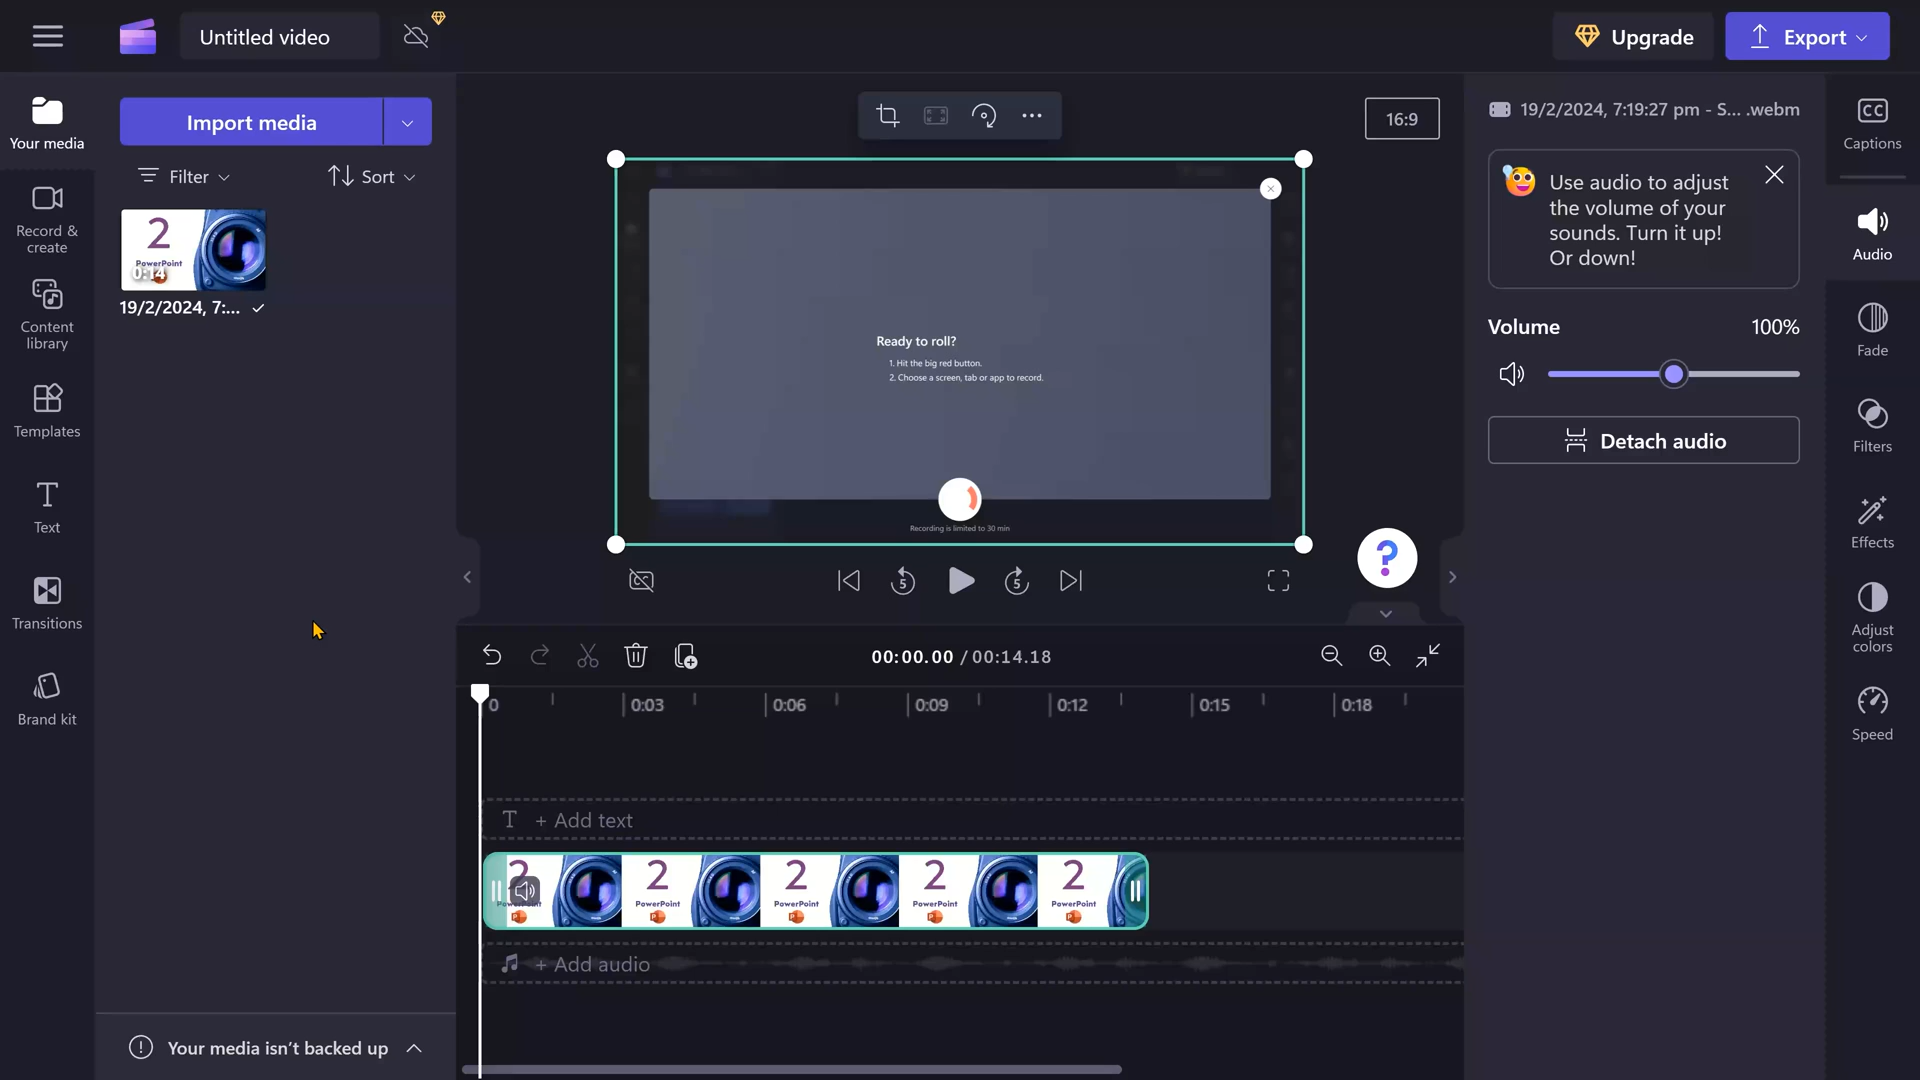 Untitled video
Upgrade
Export
Your media
Import media
Filter
Sort
2
PowerPoint
0:14
19/2/2024, 7:...
Record &
create
Content
library
Templates
Text
Transitions
Brand kit
Your media isn't backed up
16:9
Ready to roll?
1. Hit the big red button.
2. Choose a screen, tab or app to record.
Recording is limited to 30 min
5
5
?
00:00.00 / 00:14.18
0
0:03
0:06
0:09
0:12
0:15
0:18
T + Add text
2 2 2 2 2
PowerPoint PowerPoint PowerPoint PowerPoint PowerPoint
+ Add audio
19/2/2024, 7:19:27 pm - S... .webm
Use audio to adjust
the volume of your
sounds. Turn it up!
Or down!
Volume 100%
Detach audio
CC
Captions
Audio
Fade
Filters
Effects
Adjust
colors
Speed